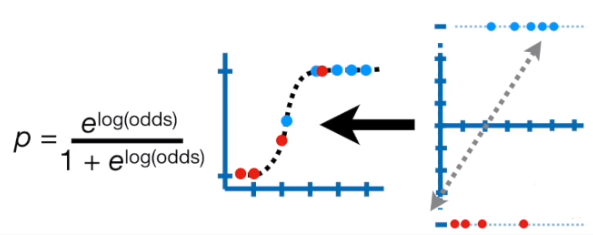 p = e^log(odds) / 1 + e^log(odds)